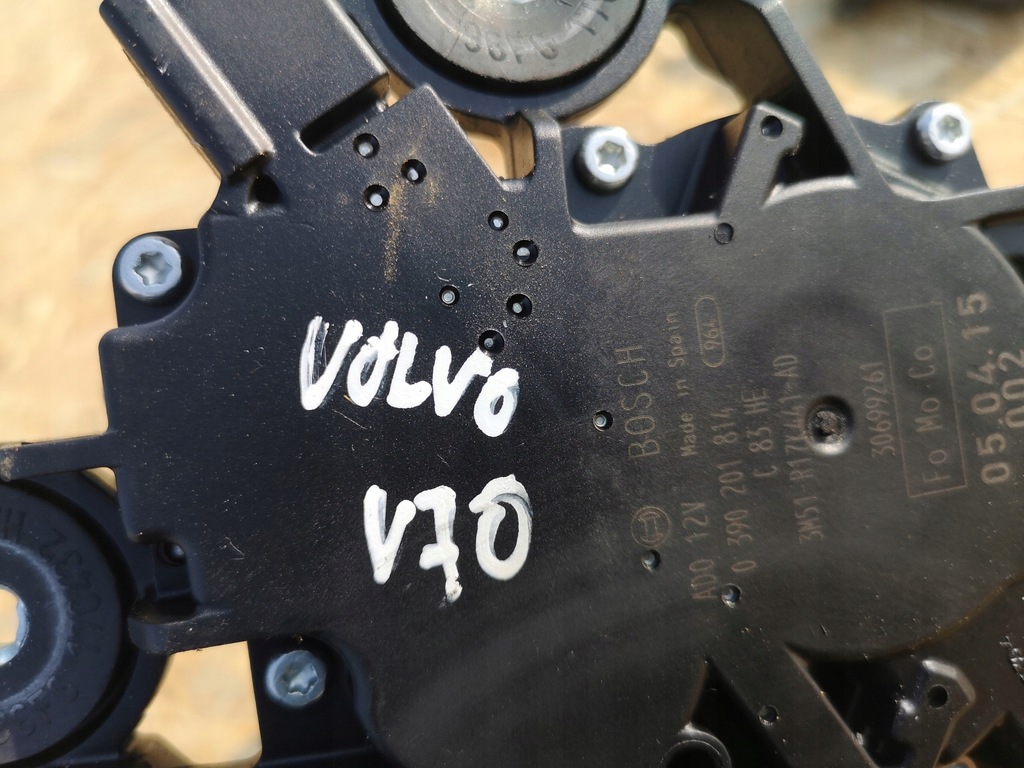 VOLVO
V70
BOSCH
Made in Spain
ADO 12V
0 390 201 814
C 83 HE
3M51-R17K441-AD
30699261
Fo Mo Co
05.04.15
002